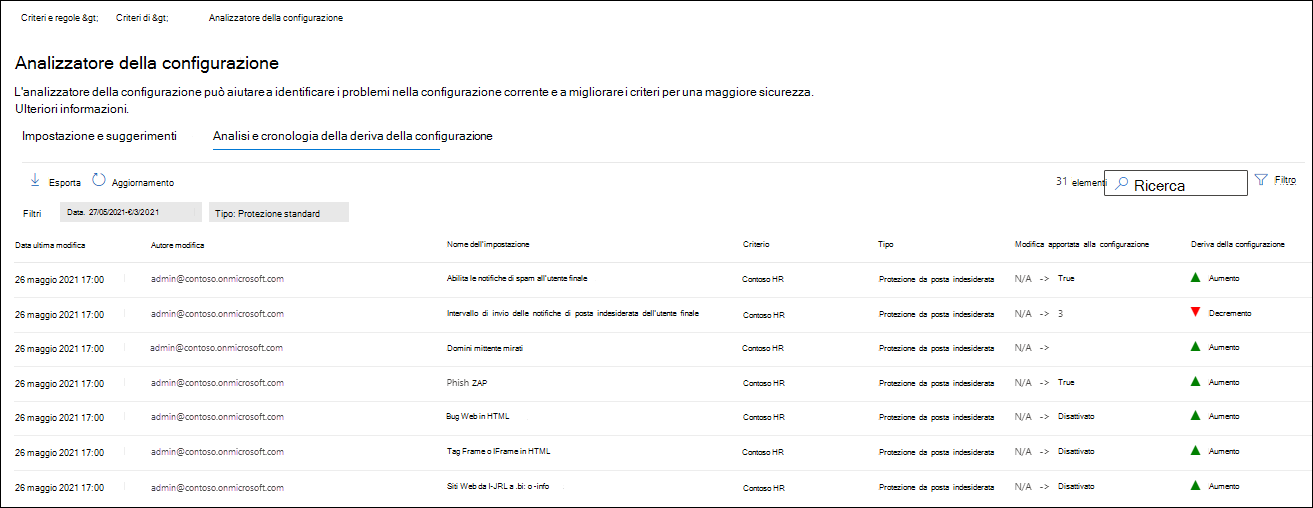 Criteri e regole &gt; Criteri di &gt; Analizzatore della configurazione
Analizzatore della configurazione
L'analizzatore della configurazione può aiutare a identificare i problemi nella configurazione corrente e a migliorare i criteri per una maggiore sicurezza.
Ulteriori informazioni.
Impostazione e suggerimenti Analisi e cronologia della deriva della configurazione
Esporta Aggiornamento 31 elementi Ricerca Filtro
Filtri Data. 27/05/2021-€/3/2021 Tipo: Protezione standard
Data ultima modifica Autore modifica Nome dell'impostazione Criterio Tipo Modifica apportata alla configurazione Deriva della configurazione
26 maggio 2021 17:00 admin@contoso.onmicrosoft.com Abilita le notifiche di spam all'utente finale Contoso HR Protezione da posta indesiderata N/A -> True Aumento
26 maggio 2021 17:00 admin@contoso.onmicrosoft.com Intervallo di invio delle notifiche di posta indesiderata dell'utente finale Contoso HR Protezione da posta indesiderata N/A -> 3 Decremento
26 maggio 2021 17:00 admin@contoso.onmicrosoft.com Domini mittente mirati Contoso HR Protezione da posta indesiderata N/A -> Aumento
26 maggio 2021 17:00 admin@contoso.onmicrosoft.com Phish ZAP Contoso HR Protezione da posta indesiderata N/A -> True Aumento
26 maggio 2021 17:00 admin@contoso.onmicrosoft.com Bug Web in HTML Contoso HR Protezione da posta indesiderata N/A -> Disattivato Aumento
26 maggio 2021 17:00 admin@contoso.onmicrosoft.com Tag Frame o IFrame in HTML Contoso HR Protezione da posta indesiderata N/A -> Disattivato Aumento
26 maggio 2021 17:00 admin@contoso.onmicrosoft.com Siti Web da I-JRL a .bi: o -info Contoso HR Protezione da posta indesiderata N/A -> Disattivato Aumento